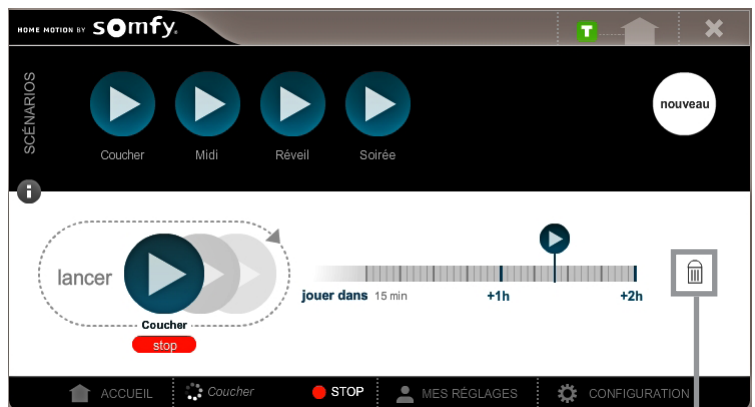 HOME MOTION BY somfy.
T
SCÉNARIOS
nouveau
Coucher Midi Réveil Soirée
i
lancer
jouer dans 15 min +1h +2h
Coucher
stop
ACCUEIL Coucher STOP MES RÉGLAGES CONFIGURATION